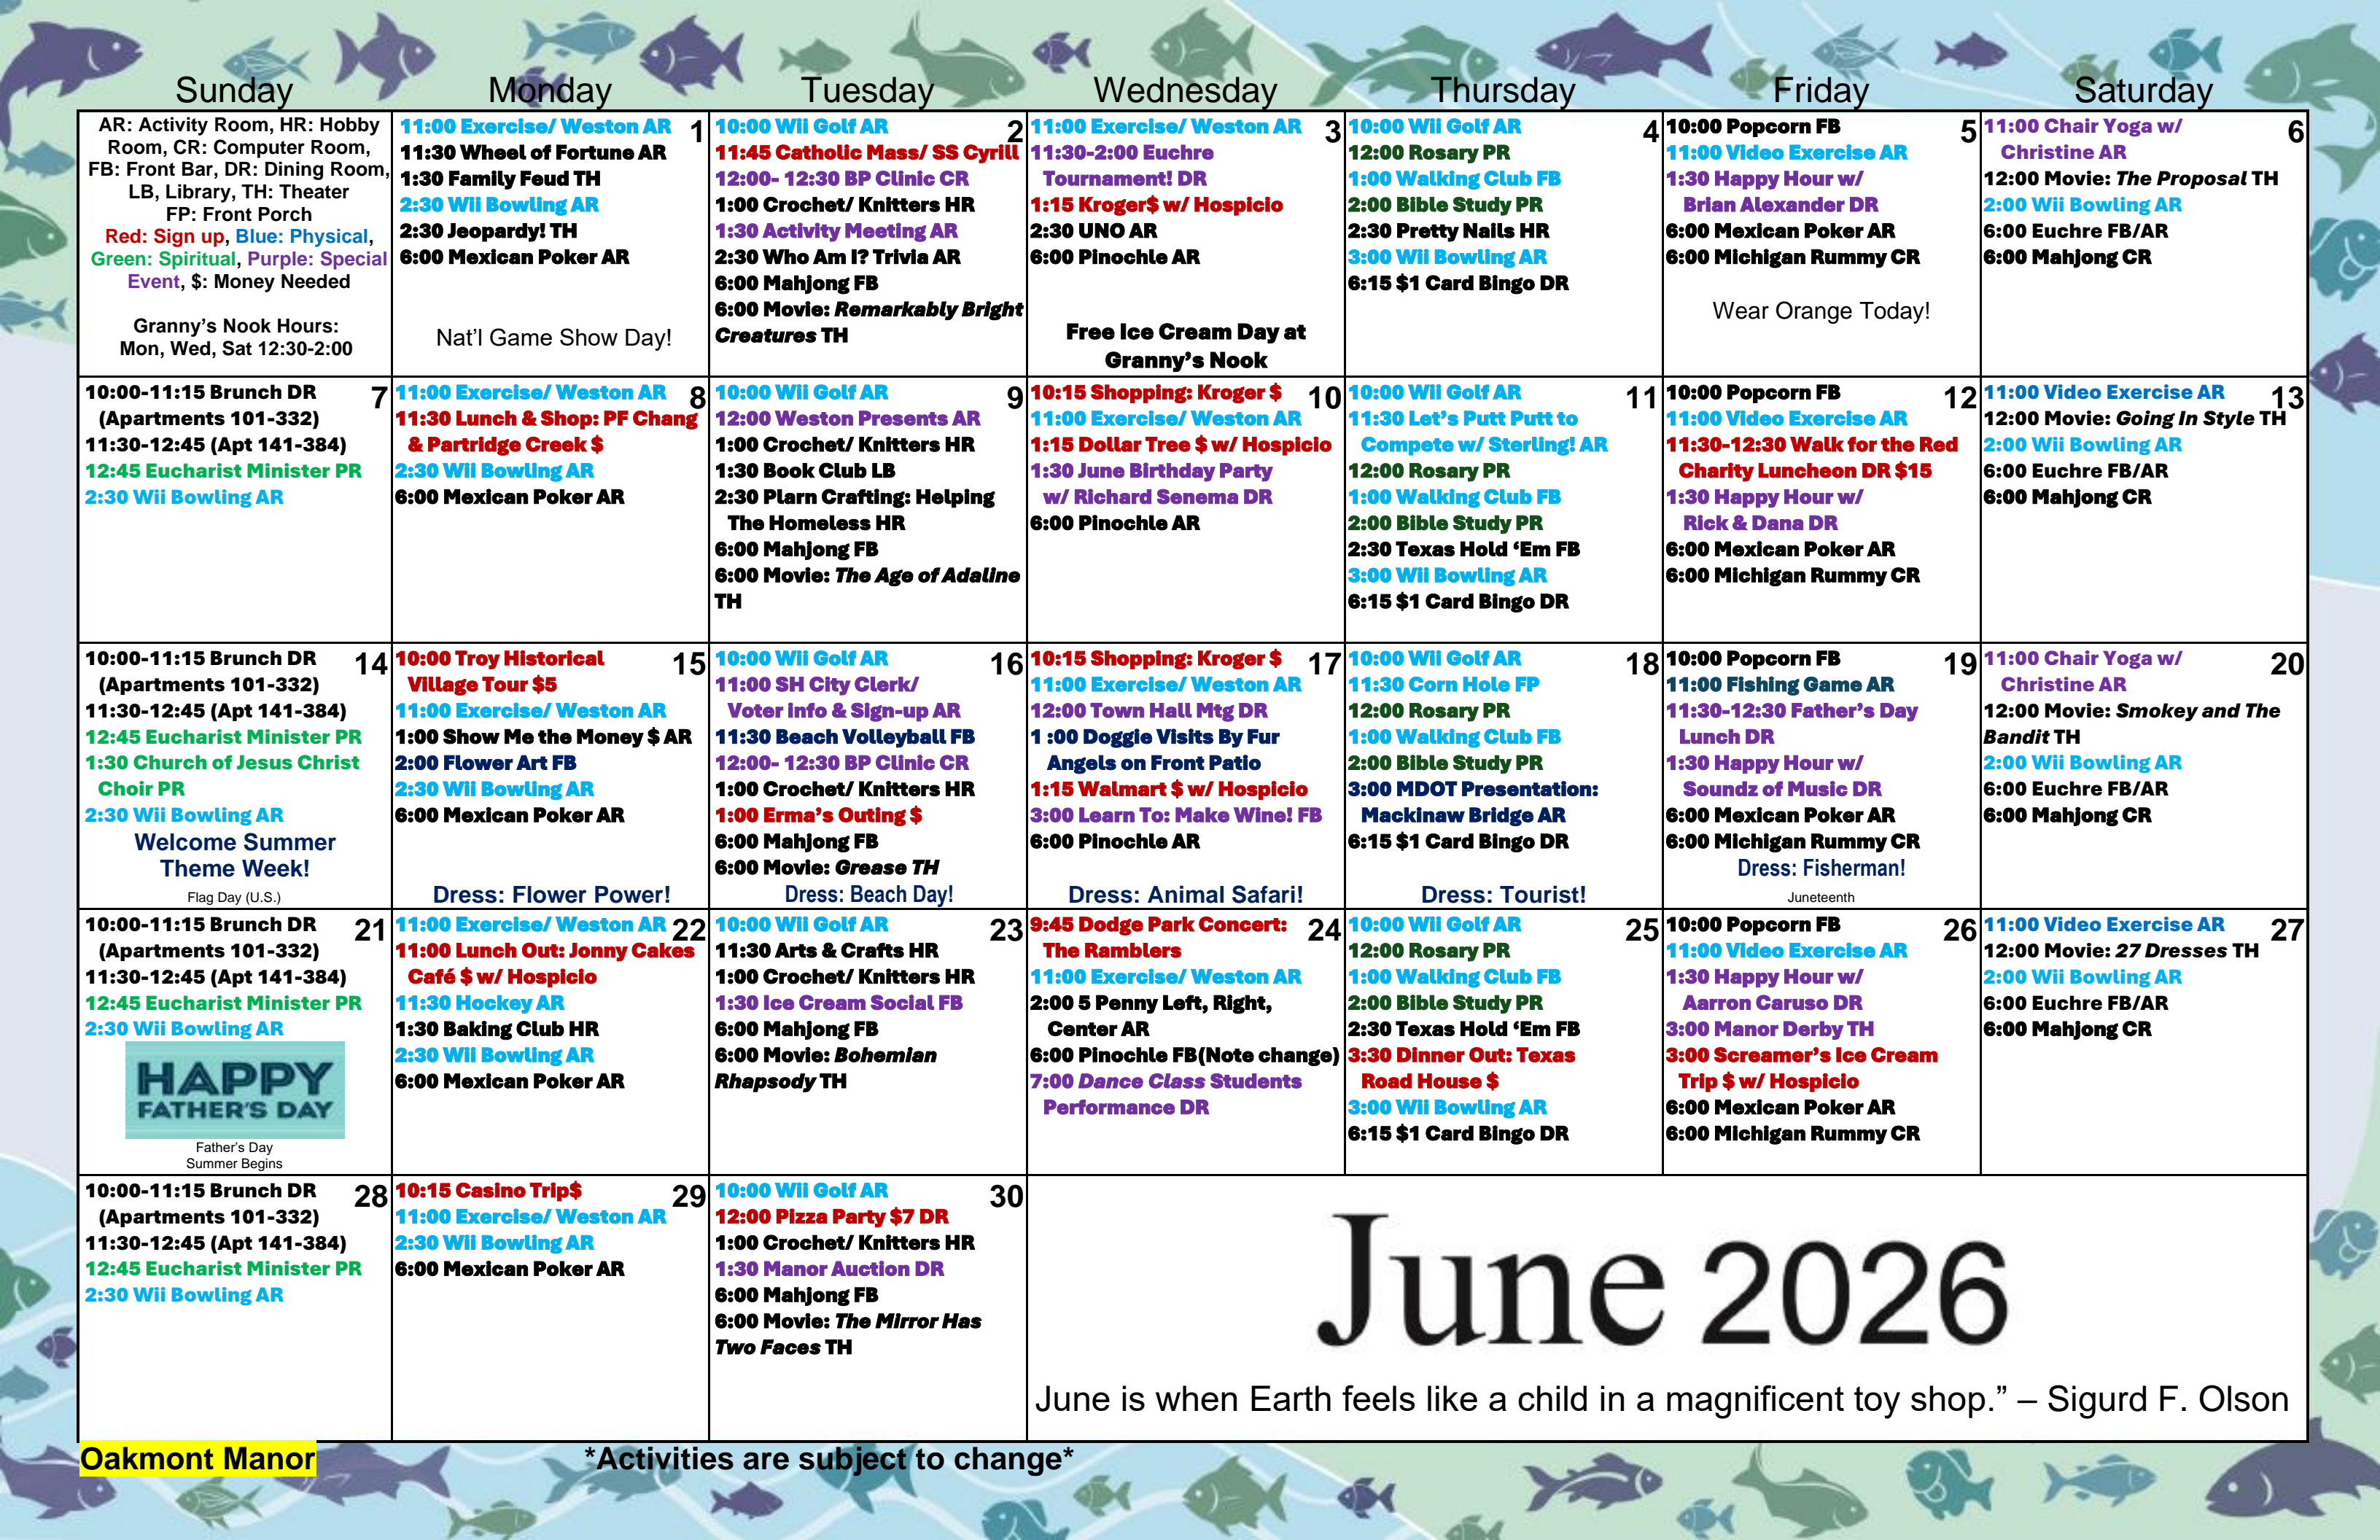 Sunday
Monday
Tuesday
Wednesday
Thursday
Friday
Saturday
AR: Activity Room, HR: Hobby
Room, CR: Computer Room,
FB: Front Bar, DR: Dining Room,
LB, Library, TH: Theater
FP: Front Porch
Red: Sign up, Blue: Physical,
Green: Spiritual, Purple: Special
Event, $: Money Needed
Granny's Nook Hours:
Mon, Wed, Sat 12:30-2:00
1
11:00 Exercise/ Weston AR
11:30 Wheel of Fortune AR
1:30 Family Feud TH
2:30 Wii Bowling AR
2:30 Jeopardy! TH
6:00 Mexican Poker AR
Nat'l Game Show Day!
2
10:00 Wii Golf AR
11:45 Catholic Mass/ SS Cyrill
12:00- 12:30 BP Clinic CR
1:00 Crochet/ Knitters HR
1:30 Activity Meeting AR
2:30 Who Am I? Trivia AR
6:00 Mahjong FB
6:00 Movie: Remarkably Bright
Creatures TH
3
11:00 Exercise/ Weston AR
11:30-2:00 Euchre
Tournament! DR
1:15 Kroger$ w/ Hospicio
2:30 UNO AR
6:00 Pinochle AR
Free Ice Cream Day at
Granny's Nook
4
10:00 Wii Golf AR
12:00 Rosary PR
1:00 Walking Club FB
2:00 Bible Study PR
2:30 Pretty Nails HR
3:00 Wii Bowling AR
6:15 $1 Card Bingo DR
5
10:00 Popcorn FB
11:00 Video Exercise AR
1:30 Happy Hour w/
Brian Alexander DR
6:00 Mexican Poker AR
6:00 Michigan Rummy CR
Wear Orange Today!
6
11:00 Chair Yoga w/
Christine AR
12:00 Movie: The Proposal TH
2:00 Wii Bowling AR
6:00 Euchre FB/AR
6:00 Mahjong CR
7
10:00-11:15 Brunch DR
(Apartments 101-332)
11:30-12:45 (Apt 141-384)
12:45 Eucharist Minister PR
2:30 Wii Bowling AR
8
11:00 Exercise/ Weston AR
11:30 Lunch & Shop: PF Chang
& Partridge Creek $
2:30 Wii Bowling AR
6:00 Mexican Poker AR
9
10:00 Wii Golf AR
12:00 Weston Presents AR
1:00 Crochet/ Knitters HR
1:30 Book Club LB
2:30 Plarn Crafting: Helping
The Homeless HR
6:00 Mahjong FB
6:00 Movie: The Age of Adaline
TH
10
10:15 Shopping: Kroger $
11:00 Exercise/ Weston AR
1:15 Dollar Tree $ w/ Hospicio
1:30 June Birthday Party
w/ Richard Senema DR
6:00 Pinochle AR
11
10:00 Wii Golf AR
11:30 Let's Putt Putt to
Compete w/ Sterling! AR
12:00 Rosary PR
1:00 Walking Club FB
2:00 Bible Study PR
2:30 Texas Hold 'Em FB
3:00 Wii Bowling AR
6:15 $1 Card Bingo DR
12
10:00 Popcorn FB
11:00 Video Exercise AR
11:30-12:30 Walk for the Red
Charity Luncheon DR $15
1:30 Happy Hour w/
Rick & Dana DR
6:00 Mexican Poker AR
6:00 Michigan Rummy CR
13
11:00 Video Exercise AR
12:00 Movie: Going In Style TH
2:00 Wii Bowling AR
6:00 Euchre FB/AR
6:00 Mahjong CR
14
10:00-11:15 Brunch DR
(Apartments 101-332)
11:30-12:45 (Apt 141-384)
12:45 Eucharist Minister PR
1:30 Church of Jesus Christ
Choir PR
2:30 Wii Bowling AR
Welcome Summer
Theme Week!
Flag Day (U.S.)
15
10:00 Troy Historical
Village Tour $5
11:00 Exercise/ Weston AR
1:00 Show Me the Money $ AR
2:00 Flower Art FB
2:30 Wii Bowling AR
6:00 Mexican Poker AR
Dress: Flower Power!
16
10:00 Wii Golf AR
11:00 SH City Clerk/
Voter info & Sign-up AR
11:30 Beach Volleyball FB
12:00- 12:30 BP Clinic CR
1:00 Crochet/ Knitters HR
1:00 Erma's Outing $
6:00 Mahjong FB
6:00 Movie: Grease TH
Dress: Beach Day!
17
10:15 Shopping: Kroger $
11:00 Exercise/ Weston AR
12:00 Town Hall Mtg DR
1 :00 Doggie Visits By Fur
Angels on Front Patio
1:15 Walmart $ w/ Hospicio
3:00 Learn To: Make Wine! FB
6:00 Pinochle AR
Dress: Animal Safari!
18
10:00 Wii Golf AR
11:30 Corn Hole FP
12:00 Rosary PR
1:00 Walking Club FB
2:00 Bible Study PR
3:00 MDOT Presentation:
Mackinaw Bridge AR
6:15 $1 Card Bingo DR
Dress: Tourist!
19
10:00 Popcorn FB
11:00 Fishing Game AR
11:30-12:30 Father's Day
Lunch DR
1:30 Happy Hour w/
Soundz of Music DR
6:00 Mexican Poker AR
6:00 Michigan Rummy CR
Dress: Fisherman!
Juneteenth
20
11:00 Chair Yoga w/
Christine AR
12:00 Movie: Smokey and The
Bandit TH
2:00 Wii Bowling AR
6:00 Euchre FB/AR
6:00 Mahjong CR
21
10:00-11:15 Brunch DR
(Apartments 101-332)
11:30-12:45 (Apt 141-384)
12:45 Eucharist Minister PR
2:30 Wii Bowling AR
HAPPY
FATHER'S DAY
Father's Day
Summer Begins
22
11:00 Exercise/ Weston AR
11:00 Lunch Out: Jonny Cakes
Café $ w/ Hospicio
11:30 Hockey AR
1:30 Baking Club HR
2:30 Wii Bowling AR
6:00 Mexican Poker AR
23
10:00 Wii Golf AR
11:30 Arts & Crafts HR
1:00 Crochet/ Knitters HR
1:30 Ice Cream Social FB
6:00 Mahjong FB
6:00 Movie: Bohemian
Rhapsody TH
24
9:45 Dodge Park Concert:
The Ramblers
11:00 Exercise/ Weston AR
2:00 5 Penny Left, Right,
Center AR
6:00 Pinochle FB(Note change)
7:00 Dance Class Students
Performance DR
25
10:00 Wii Golf AR
12:00 Rosary PR
1:00 Walking Club FB
2:00 Bible Study PR
2:30 Texas Hold 'Em FB
3:30 Dinner Out: Texas
Road House $
3:00 Wii Bowling AR
6:15 $1 Card Bingo DR
26
10:00 Popcorn FB
11:00 Video Exercise AR
1:30 Happy Hour w/
Aarron Caruso DR
3:00 Manor Derby TH
3:00 Screamer's Ice Cream
Trip $ w/ Hospicio
6:00 Mexican Poker AR
6:00 Michigan Rummy CR
27
11:00 Video Exercise AR
12:00 Movie: 27 Dresses TH
2:00 Wii Bowling AR
6:00 Euchre FB/AR
6:00 Mahjong CR
28
10:00-11:15 Brunch DR
(Apartments 101-332)
11:30-12:45 (Apt 141-384)
12:45 Eucharist Minister PR
2:30 Wii Bowling AR
29
10:15 Casino Trip$
11:00 Exercise/ Weston AR
2:30 Wii Bowling AR
6:00 Mexican Poker AR
30
10:00 Wii Golf AR
12:00 Pizza Party $7 DR
1:00 Crochet/ Knitters HR
1:30 Manor Auction DR
6:00 Mahjong FB
6:00 Movie: The Mirror Has
Two Faces TH
June 2026
June is when Earth feels like a child in a magnificent toy shop.” – Sigurd F. Olson
Oakmont Manor
*Activities are subject to change*